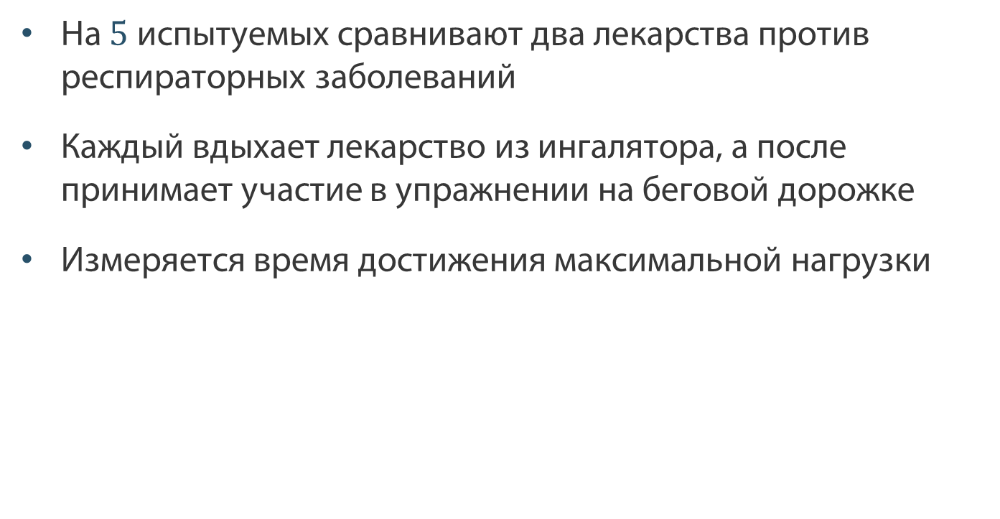 • На 5 испытуемых сравнивают два лекарства против
респираторных заболеваний
• Каждый вдыхает лекарство из ингалятора, а после
принимает участие в упражнении на беговой дорожке
• Измеряется время достижения максимальной нагрузки